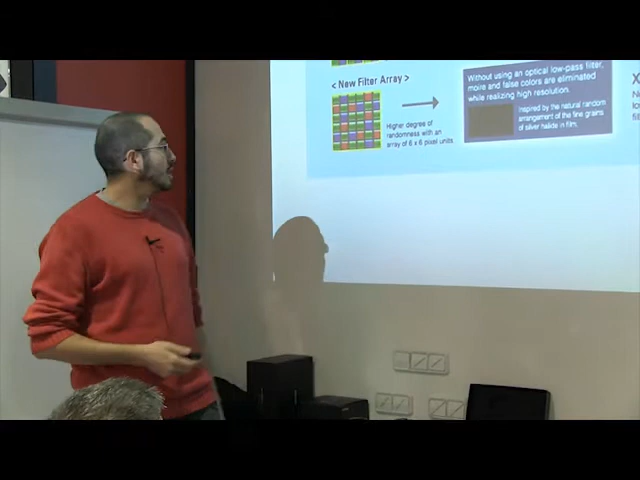 < New Filter Array >
Higher degree of
randomness with an
array of 6 x 6 pixel units.
Without using an optical low-pass filter,
moire and false colors are eliminated
while realizing high resolution.
Inspired by the natural random
arrangement of the fine grains
of silver halide in film.